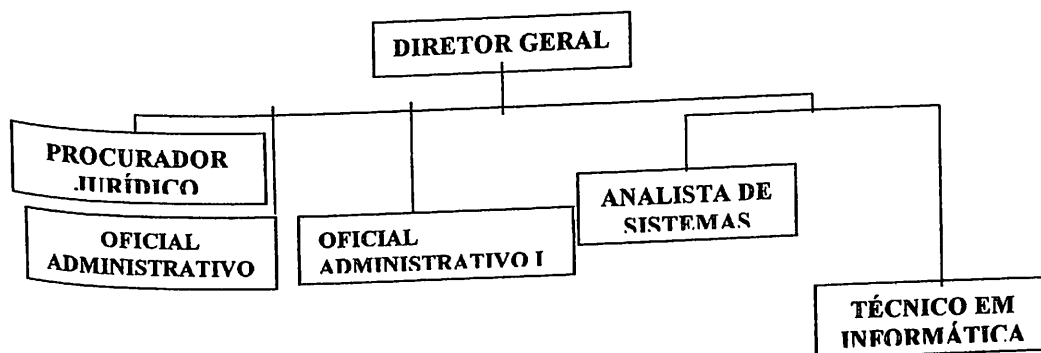 DIRETOR GERAL
PROCURADOR
JURÍDICO
OFICIAL
ADMINISTRATIVO
OFICIAL
ADMINISTRATIVO I
ANALISTA DE
SISTEMAS
TÉCNICO EM
INFORMÁTICA